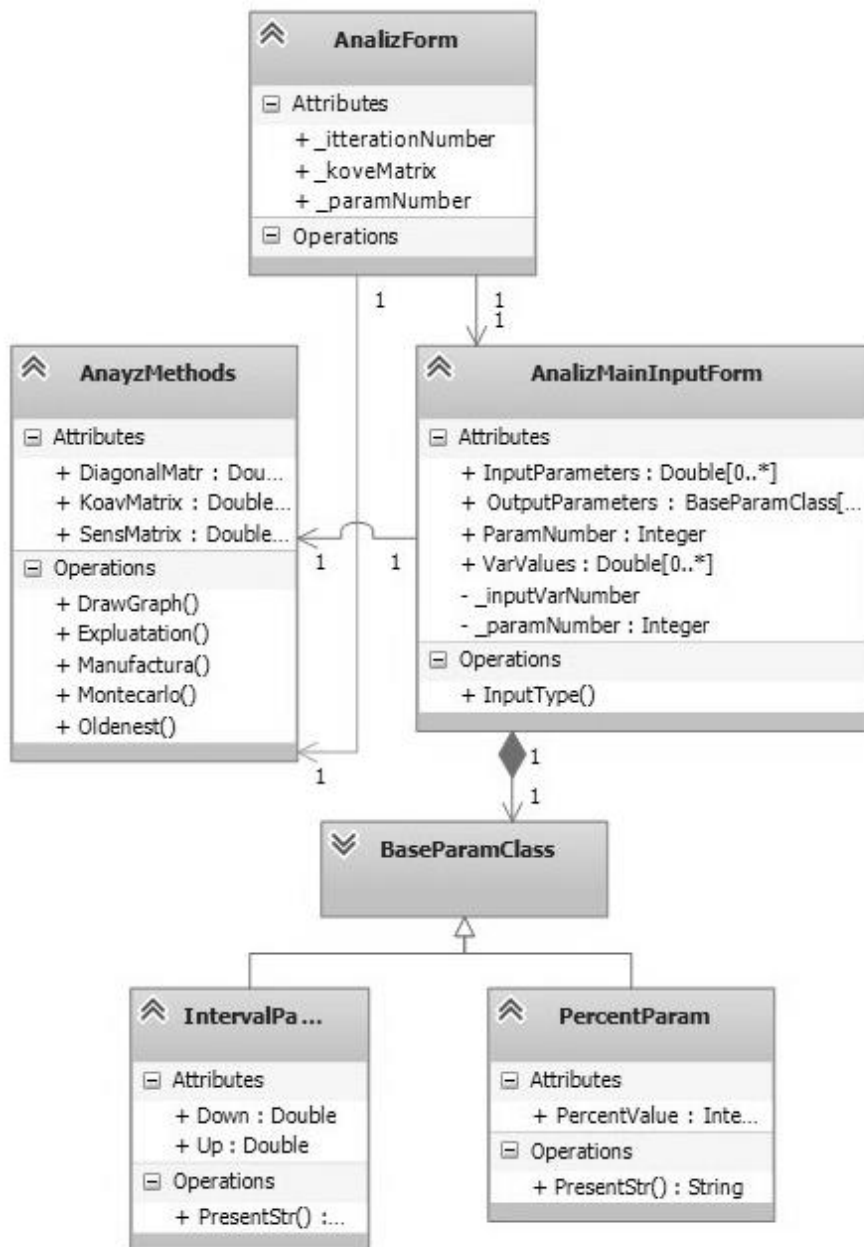 AnalizForm
Attributes
+ _itterationNumber
+ _koveMatrix
+ _paramNumber
Operations
1
1
1
AnayzMethods
Attributes
+ DiagonalMatr : Dou...
+ KoavMatrix : Double...
+ SensMatrix : Double...
Operations
+ DrawGraph()
+ Expluatation()
+ Manufactura()
+ Montecarlo()
+ Oldenest()
1
1
1
AnalizMainInputForm
Attributes
+ InputParameters : Double[0..*]
+ OutputParameters : BaseParamClass[...
+ ParamNumber : Integer
+ VarValues : Double[0..*]
- _inputVarNumber
- _paramNumber : Integer
Operations
+ InputType()
1
1
BaseParamClass
IntervalPa...
Attributes
+ Down : Double
+ Up : Double
Operations
+ PresentStr() :...
PercentParam
Attributes
+ PercentValue : Inte...
Operations
+ PresentStr() : String